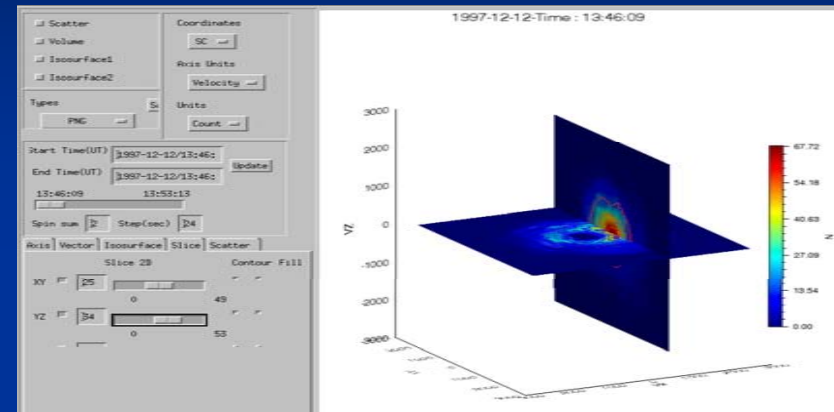 Scatter
Volume
Isosurface1
Isosurface2
Coordinates
SC
Axis Units
Velocity
Types
PNG
Units
Count
Start Time(UT) 1997-12-12/13:46:
End Time(UT) 1997-12-12/13:46:
Update
13:46:09 13:53:13
Spin sum 2 Step(sec) 24
Axis Vector Isosurface Slice Scatter
Slice 2D Contour Fill
XY 25
0 49
YZ 34
0 53
1997-12-12-Time : 13:46:09
3000
2000
1000
0
-1000
-2000
-3000
VZ
67.72
54.18
40.63
27.09
13.54
0.00
N